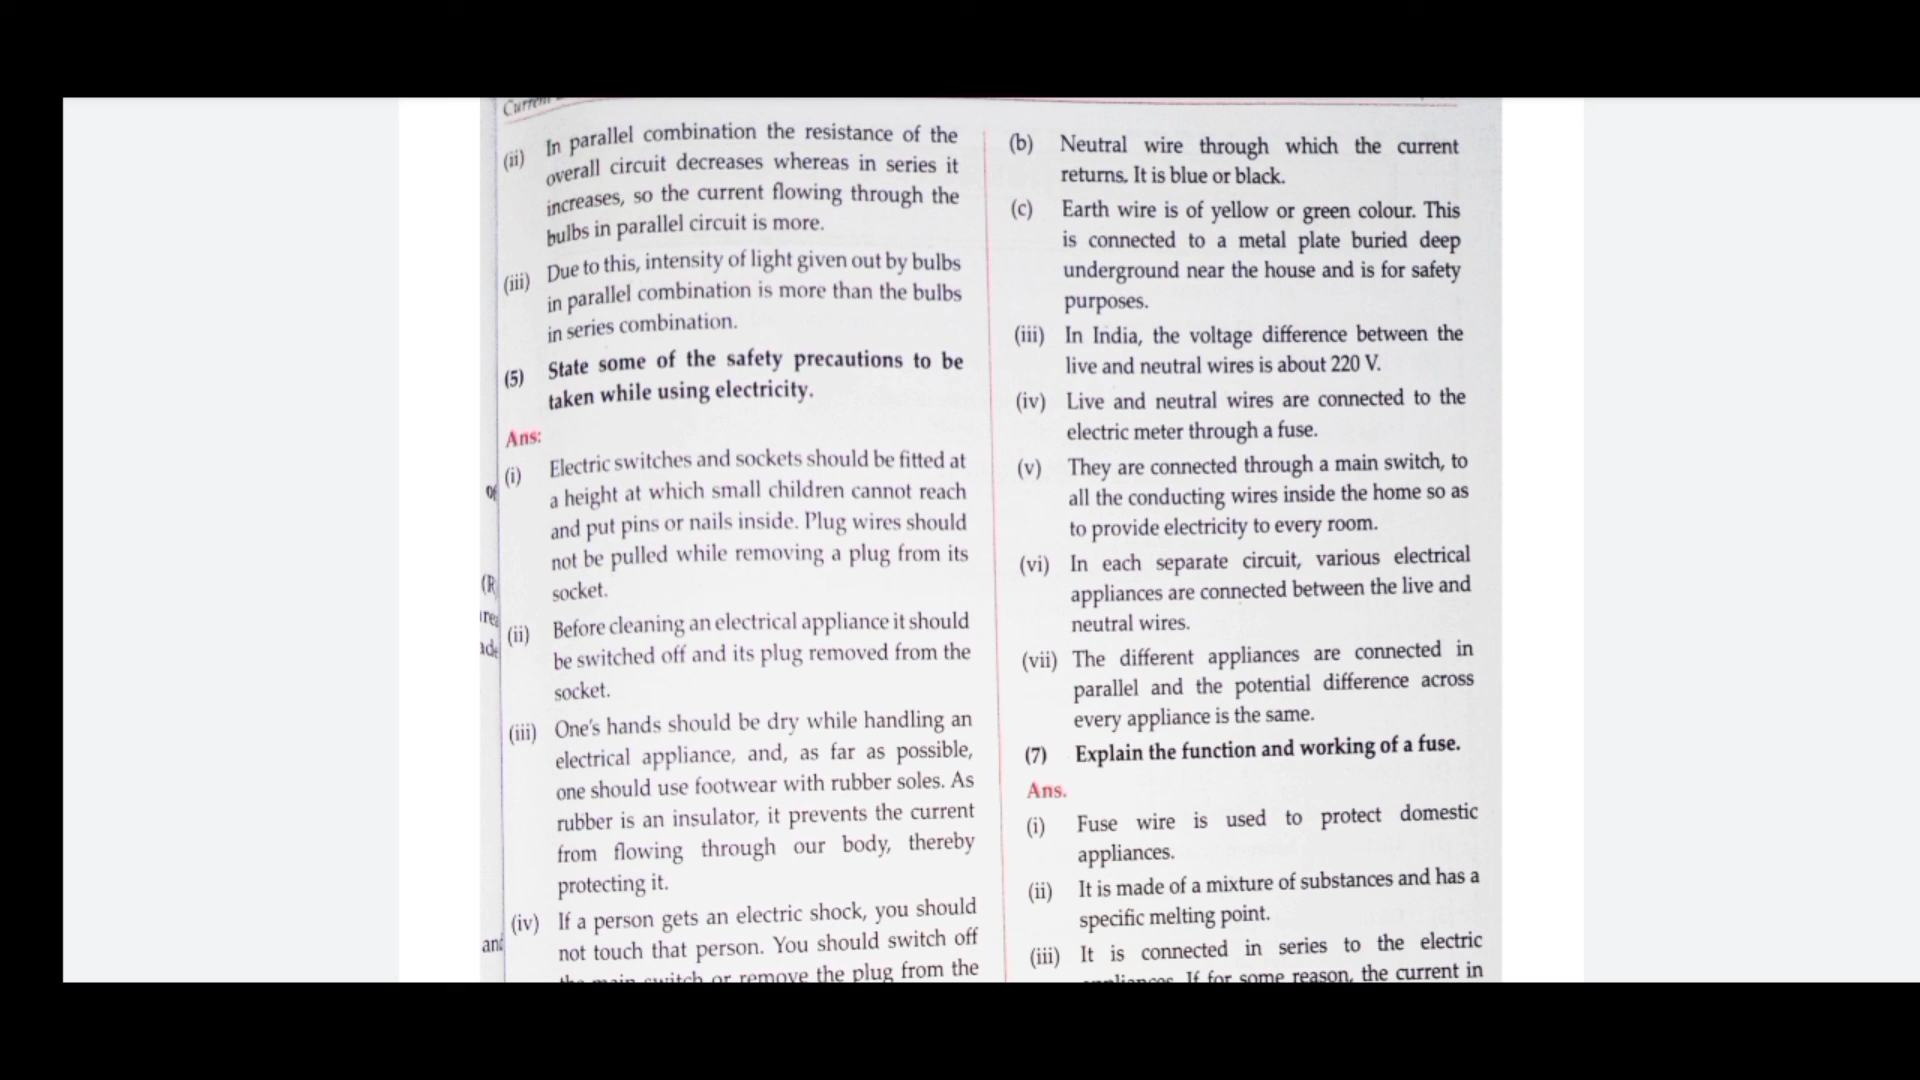 (ii) In parallel combination the resistance of the
overall circuit decreases whereas in series it
increases, so the current flowing through the
bulbs in parallel circuit is more.
(iii) Due to this, intensity of light given out by bulbs
in parallel combination is more than the bulbs
in series combination.
(5) State some of the safety precautions to be
taken while using electricity.
Ans:
(i) Electric switches and sockets should be fitted at
a height at which small children cannot reach
and put pins or nails inside. Plug wires should
not be pulled while removing a plug from its
socket.
(ii) Before cleaning an electrical appliance it should
be switched off and its plug removed from the
socket.
(iii) One's hands should be dry while handling an
electrical appliance, and, as far as possible,
one should use footwear with rubber soles. As
rubber is an insulator, it prevents the current
from flowing through our body, thereby
protecting it.
(iv) If a person gets an electric shock, you should
not touch that person. You should switch off
the main switch or remove the plug from the
(b) Neutral wire through which the current
returns. It is blue or black.
(c) Earth wire is of yellow or green colour. This
is connected to a metal plate buried deep
underground near the house and is for safety
purposes.
(iii) In India, the voltage difference between the
live and neutral wires is about 220 V.
(iv) Live and neutral wires are connected to the
electric meter through a fuse.
(v) They are connected through a main switch, to
all the conducting wires inside the home so as
to provide electricity to every room.
(vi) In each separate circuit, various electrical
appliances are connected between the live and
neutral wires.
(vii) The different appliances are connected in
parallel and the potential difference across
every appliance is the same.
(7) Explain the function and working of a fuse.
Ans.
(i) Fuse wire is used to protect domestic
appliances.
(ii) It is made of a mixture of substances and has a
specific melting point.
(iii) It is connected in series to the electric
appliances. If for some reason, the current in